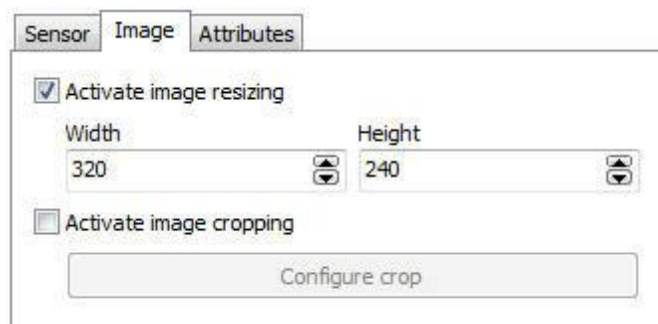 Sensor Image Attributes
Activate image resizing
Width Height
320 240
Activate image cropping
Configure crop